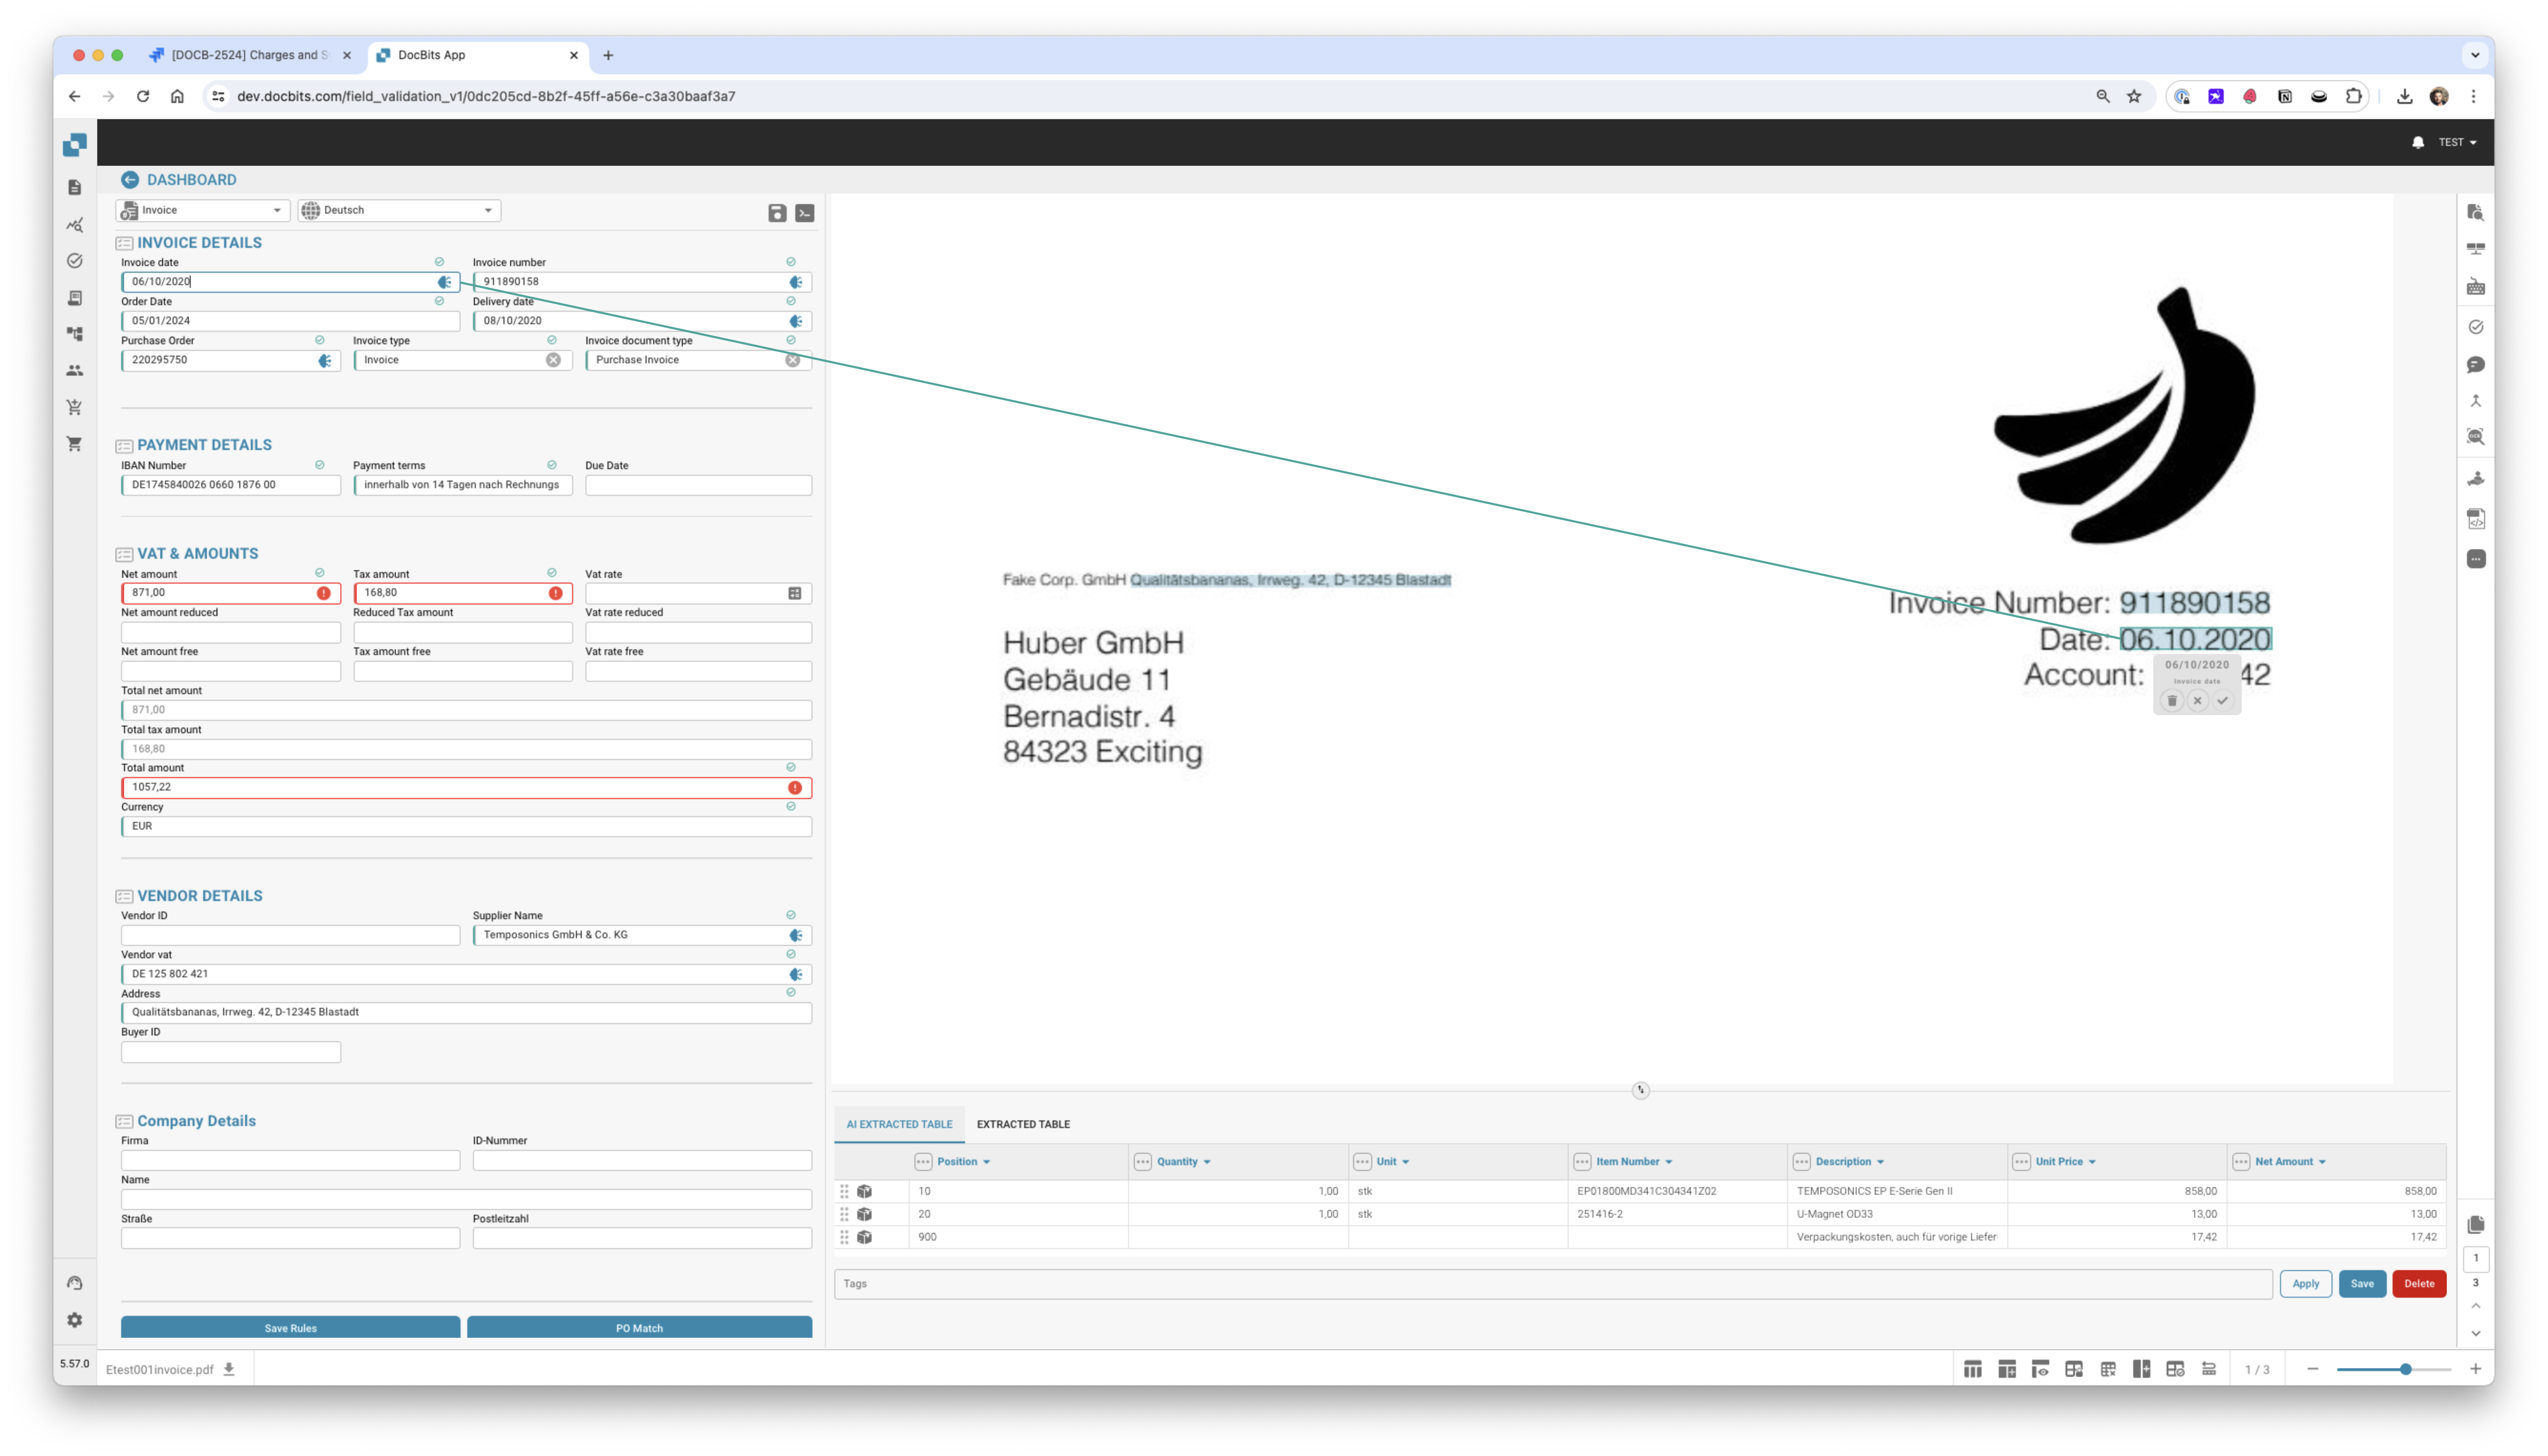 [DOCB-2524] Charges and S
DocBits App
dev.docbits.com/field_validation_v1/0dc205cd-8b2f-45ff-a56e-c3a30baaf3a7
TEST
DASHBOARD
Invoice
Deutsch
INVOICE DETAILS
Invoice date
Invoice number
06/10/2020
911890158
Order Date
Delivery date
05/01/2024
08/10/2020
Purchase Order
Invoice type
Invoice document type
220295750
Invoice
Purchase Invoice
PAYMENT DETAILS
IBAN Number
Payment terms
Due Date
DE1745840026 0660 1876 00
innerhalb von 14 Tagen nach Rechnungs
VAT & AMOUNTS
Net amount
Tax amount
Vat rate
871,00
168,80
Net amount reduced
Reduced Tax amount
Vat rate reduced
Net amount free
Tax amount free
Vat rate free
Total net amount
871,00
Total tax amount
168,80
Total amount
1057,22
Currency
EUR
VENDOR DETAILS
Vendor ID
Supplier Name
Temposonics GmbH & Co. KG
Vendor vat
DE 125 802 421
Address
Qualitätsbananas, Irrweg. 42, D-12345 Blastadt
Buyer ID
Company Details
Firma
ID-Nummer
Name
Straße
Postleitzahl
Save Rules
PO Match
5.57.0
Etest001invoice.pdf
Fake Corp. GmbH Qualitätsbananas, Irrweg. 42, D-12345 Blastadt
Huber GmbH
Gebäude 11
Bernadistr. 4
84323 Exciting
Invoice Number: 911890158
Date: 06.10.2020
Account: 42
06/10/2020
Invoice date
AI EXTRACTED TABLE
EXTRACTED TABLE
Position Quantity Unit Item Number Description Unit Price Net Amount
10 1,00 stk EP01800MD341C304341Z02 TEMPOSONICS EP E-Serie Gen II 858,00 858,00
20 1,00 stk 251416-2 U-Magnet OD33 13,00 13,00
900 Verpackungskosten, auch für vorige Liefer 17,42 17,42
Tags
Apply
Save
Delete
1
3
1 / 3